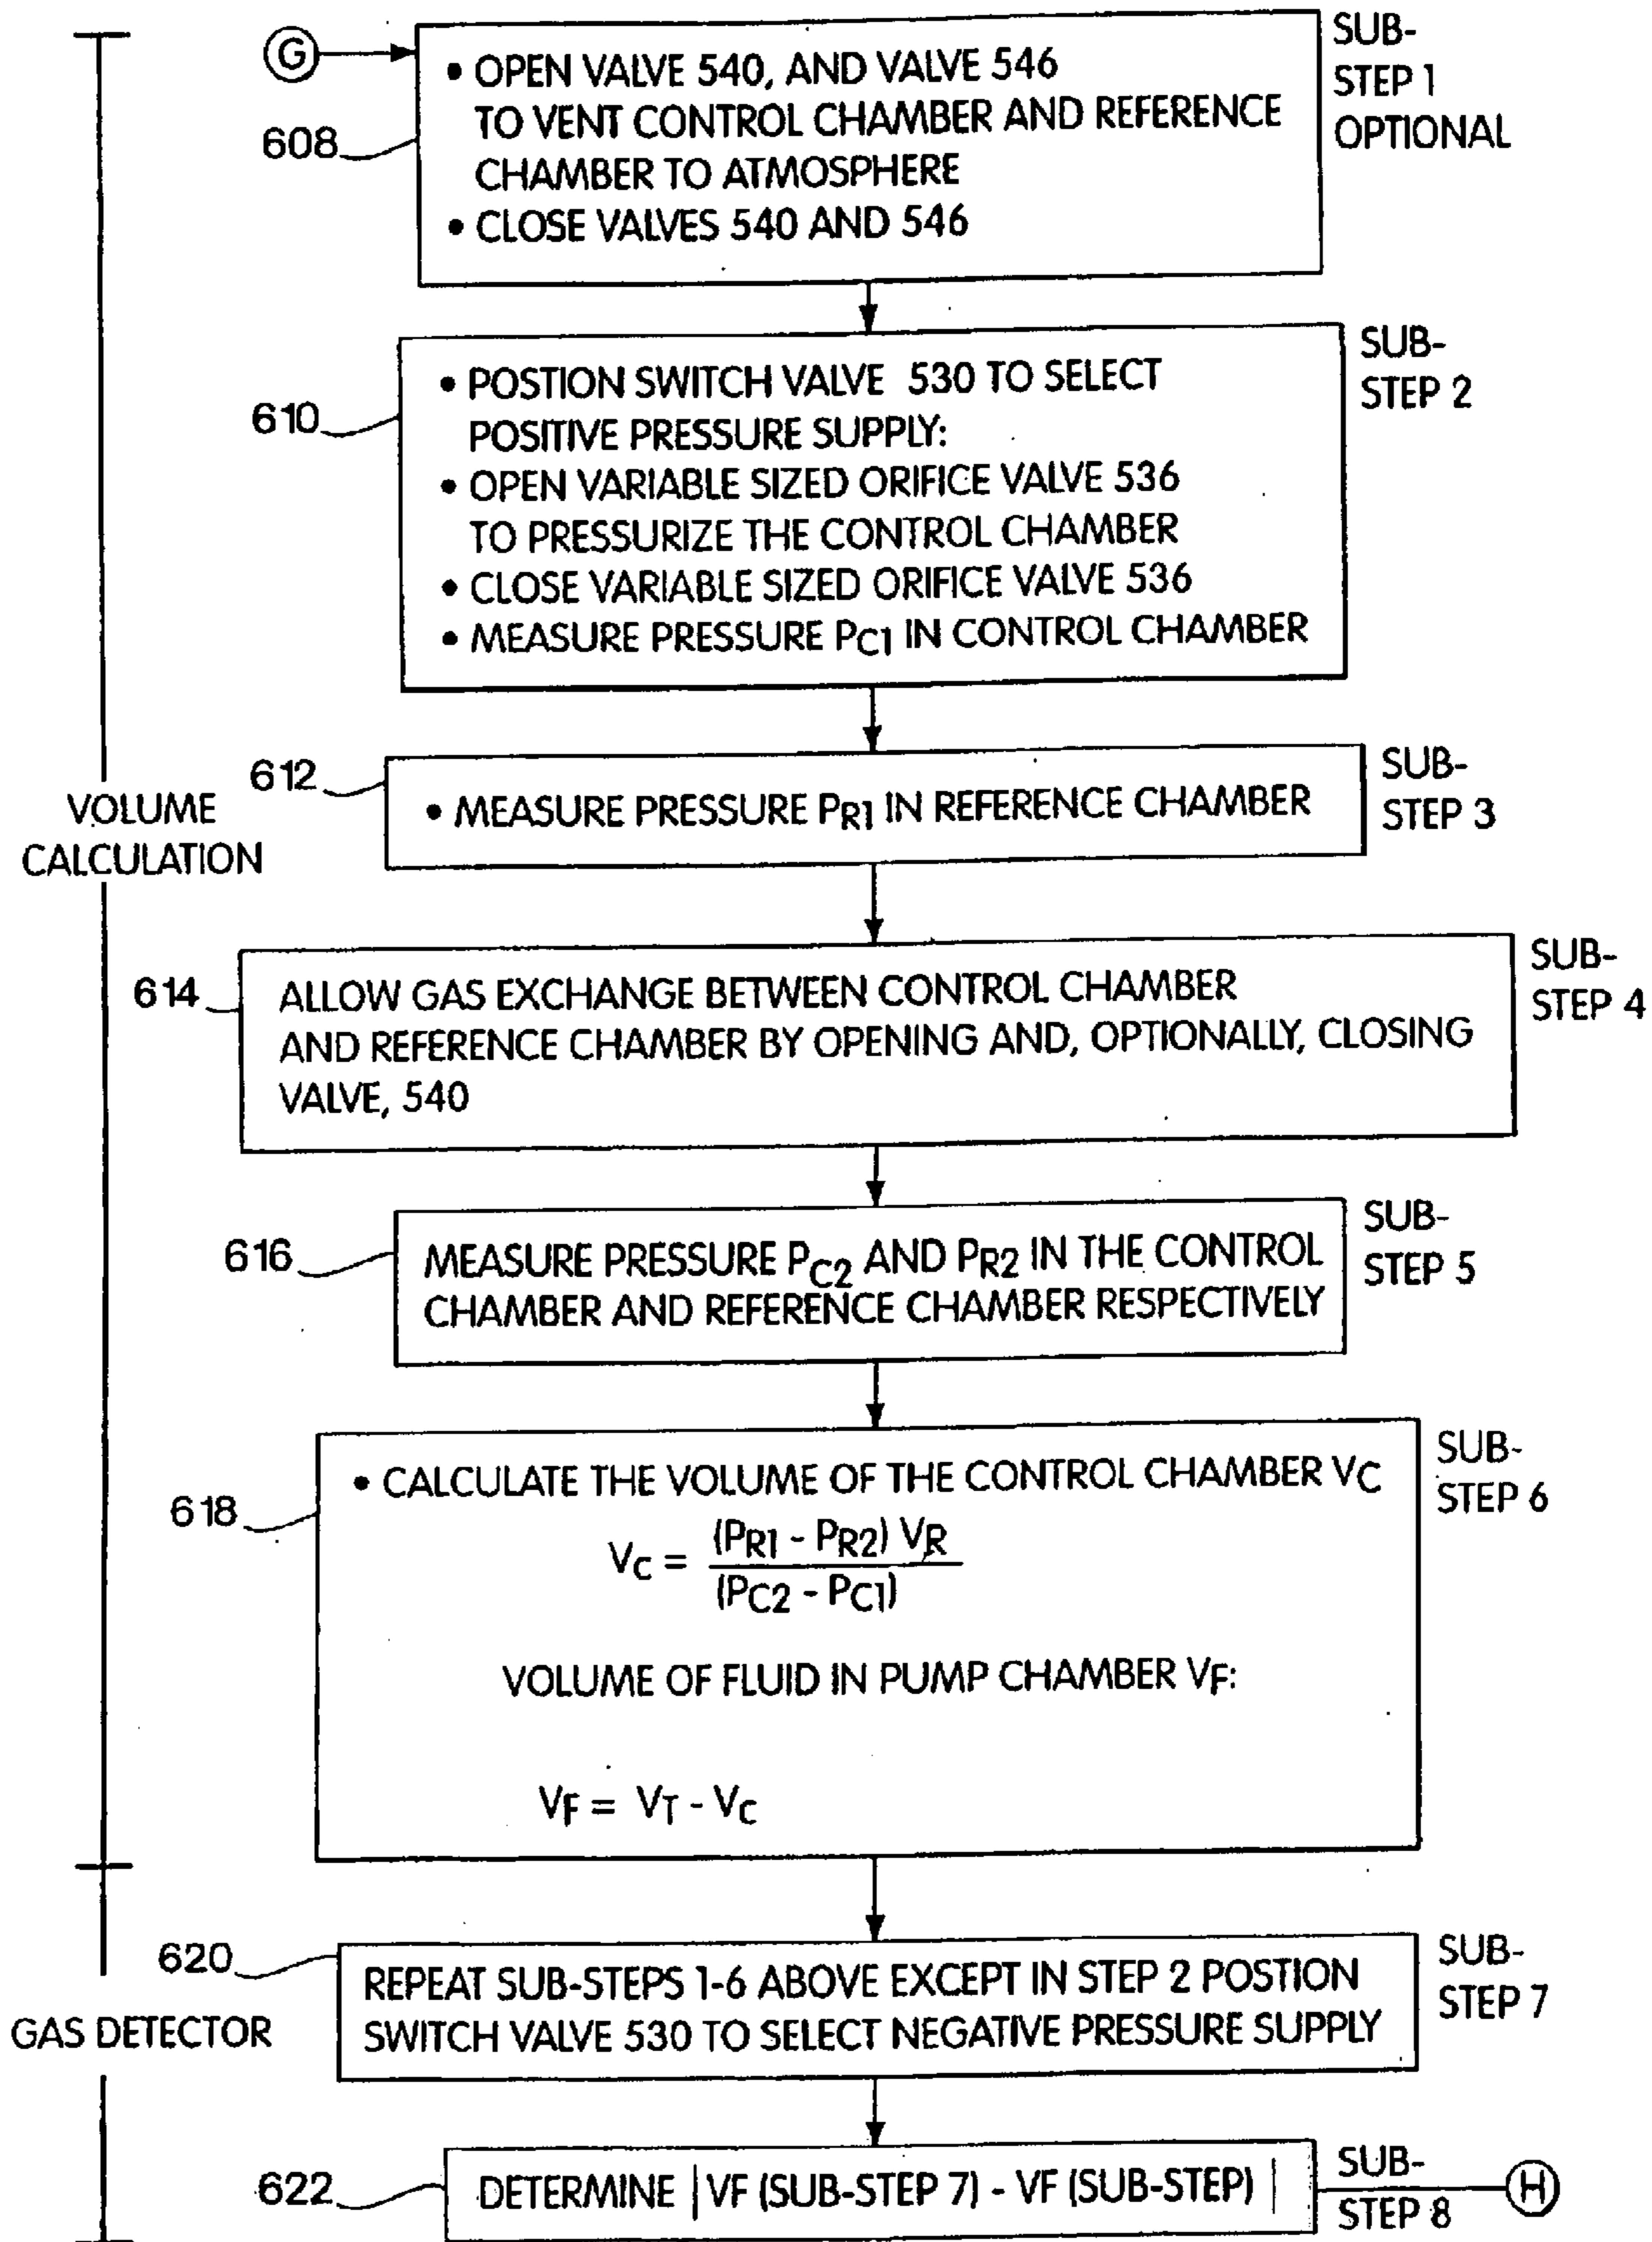 G
608
• OPEN VALVE 540, AND VALVE 546
TO VENT CONTROL CHAMBER AND REFERENCE
CHAMBER TO ATMOSPHERE
• CLOSE VALVES 540 AND 546
SUB-
STEP 1
OPTIONAL
610
• POSTION SWITCH VALVE 530 TO SELECT
POSITIVE PRESSURE SUPPLY:
• OPEN VARIABLE SIZED ORIFICE VALVE 536
TO PRESSURIZE THE CONTROL CHAMBER
• CLOSE VARIABLE SIZED ORIFICE VALVE 536
• MEASURE PRESSURE PC1 IN CONTROL CHAMBER
SUB-
STEP 2
VOLUME
CALCULATION
612
• MEASURE PRESSURE PR1 IN REFERENCE CHAMBER
SUB-
STEP 3
614
ALLOW GAS EXCHANGE BETWEEN CONTROL CHAMBER
AND REFERENCE CHAMBER BY OPENING AND, OPTIONALLY, CLOSING
VALVE, 540
SUB-
STEP 4
616
MEASURE PRESSURE PC2 AND PR2 IN THE CONTROL
CHAMBER AND REFERENCE CHAMBER RESPECTIVELY
SUB-
STEP 5
618
• CALCULATE THE VOLUME OF THE CONTROL CHAMBER VC
VC = (PR1 - PR2) VR
(PC2 - PC1)
VOLUME OF FLUID IN PUMP CHAMBER VF:
VF = VT - VC
SUB-
STEP 6
GAS DETECTOR
620
REPEAT SUB-STEPS 1-6 ABOVE EXCEPT IN STEP 2 POSTION
SWITCH VALVE 530 TO SELECT NEGATIVE PRESSURE SUPPLY
SUB-
STEP 7
622
DETERMINE | VF (SUB-STEP 7) - VF (SUB-STEP) |
SUB-
STEP 8
H